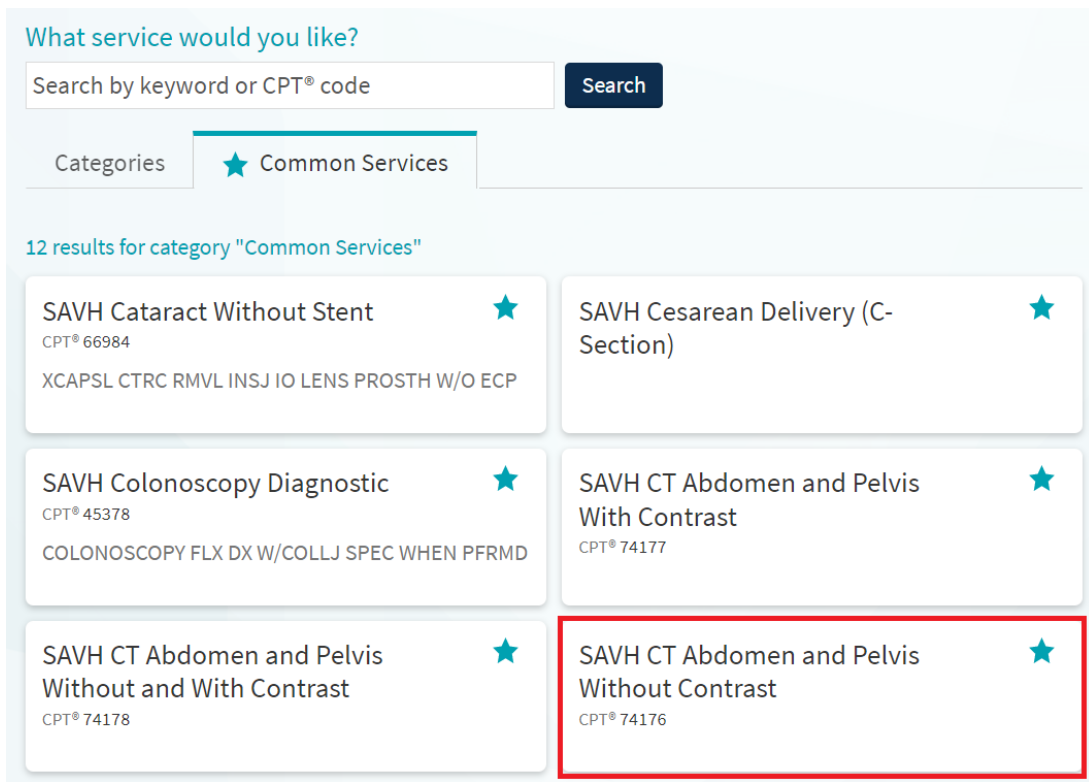 What service would you like?
Search by keyword or CPT® code
Search
Categories
Common Services
12 results for category "Common Services"
SAVH Cataract Without Stent
CPT® 66984
XCAPSL CTRC RMVL INSJ IO LENS PROSTH W/O ECP
SAVH Cesarean Delivery (C-
Section)
SAVH Colonoscopy Diagnostic
CPT® 45378
COLONOSCOPY FLX DX W/COLLJ SPEC WHEN PFRMD
SAVH CT Abdomen and Pelvis
With Contrast
CPT® 74177
SAVH CT Abdomen and Pelvis
Without and With Contrast
CPT® 74178
SAVH CT Abdomen and Pelvis
Without Contrast
CPT® 74176